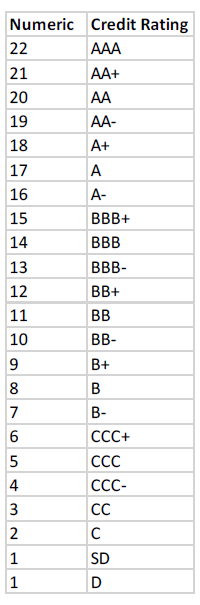 Numeric Credit Rating
22 AAA
21 AA+
20 AA
19 AA-
18 A+
17 A
16 A-
15 BBB+
14 BBB
13 BBB-
12 BB+
11 BB
10 BB-
9 B+
8 B
7 B-
6 CCC+
5 CCC
4 CCC-
3 CC
2 C
1 SD
1 D